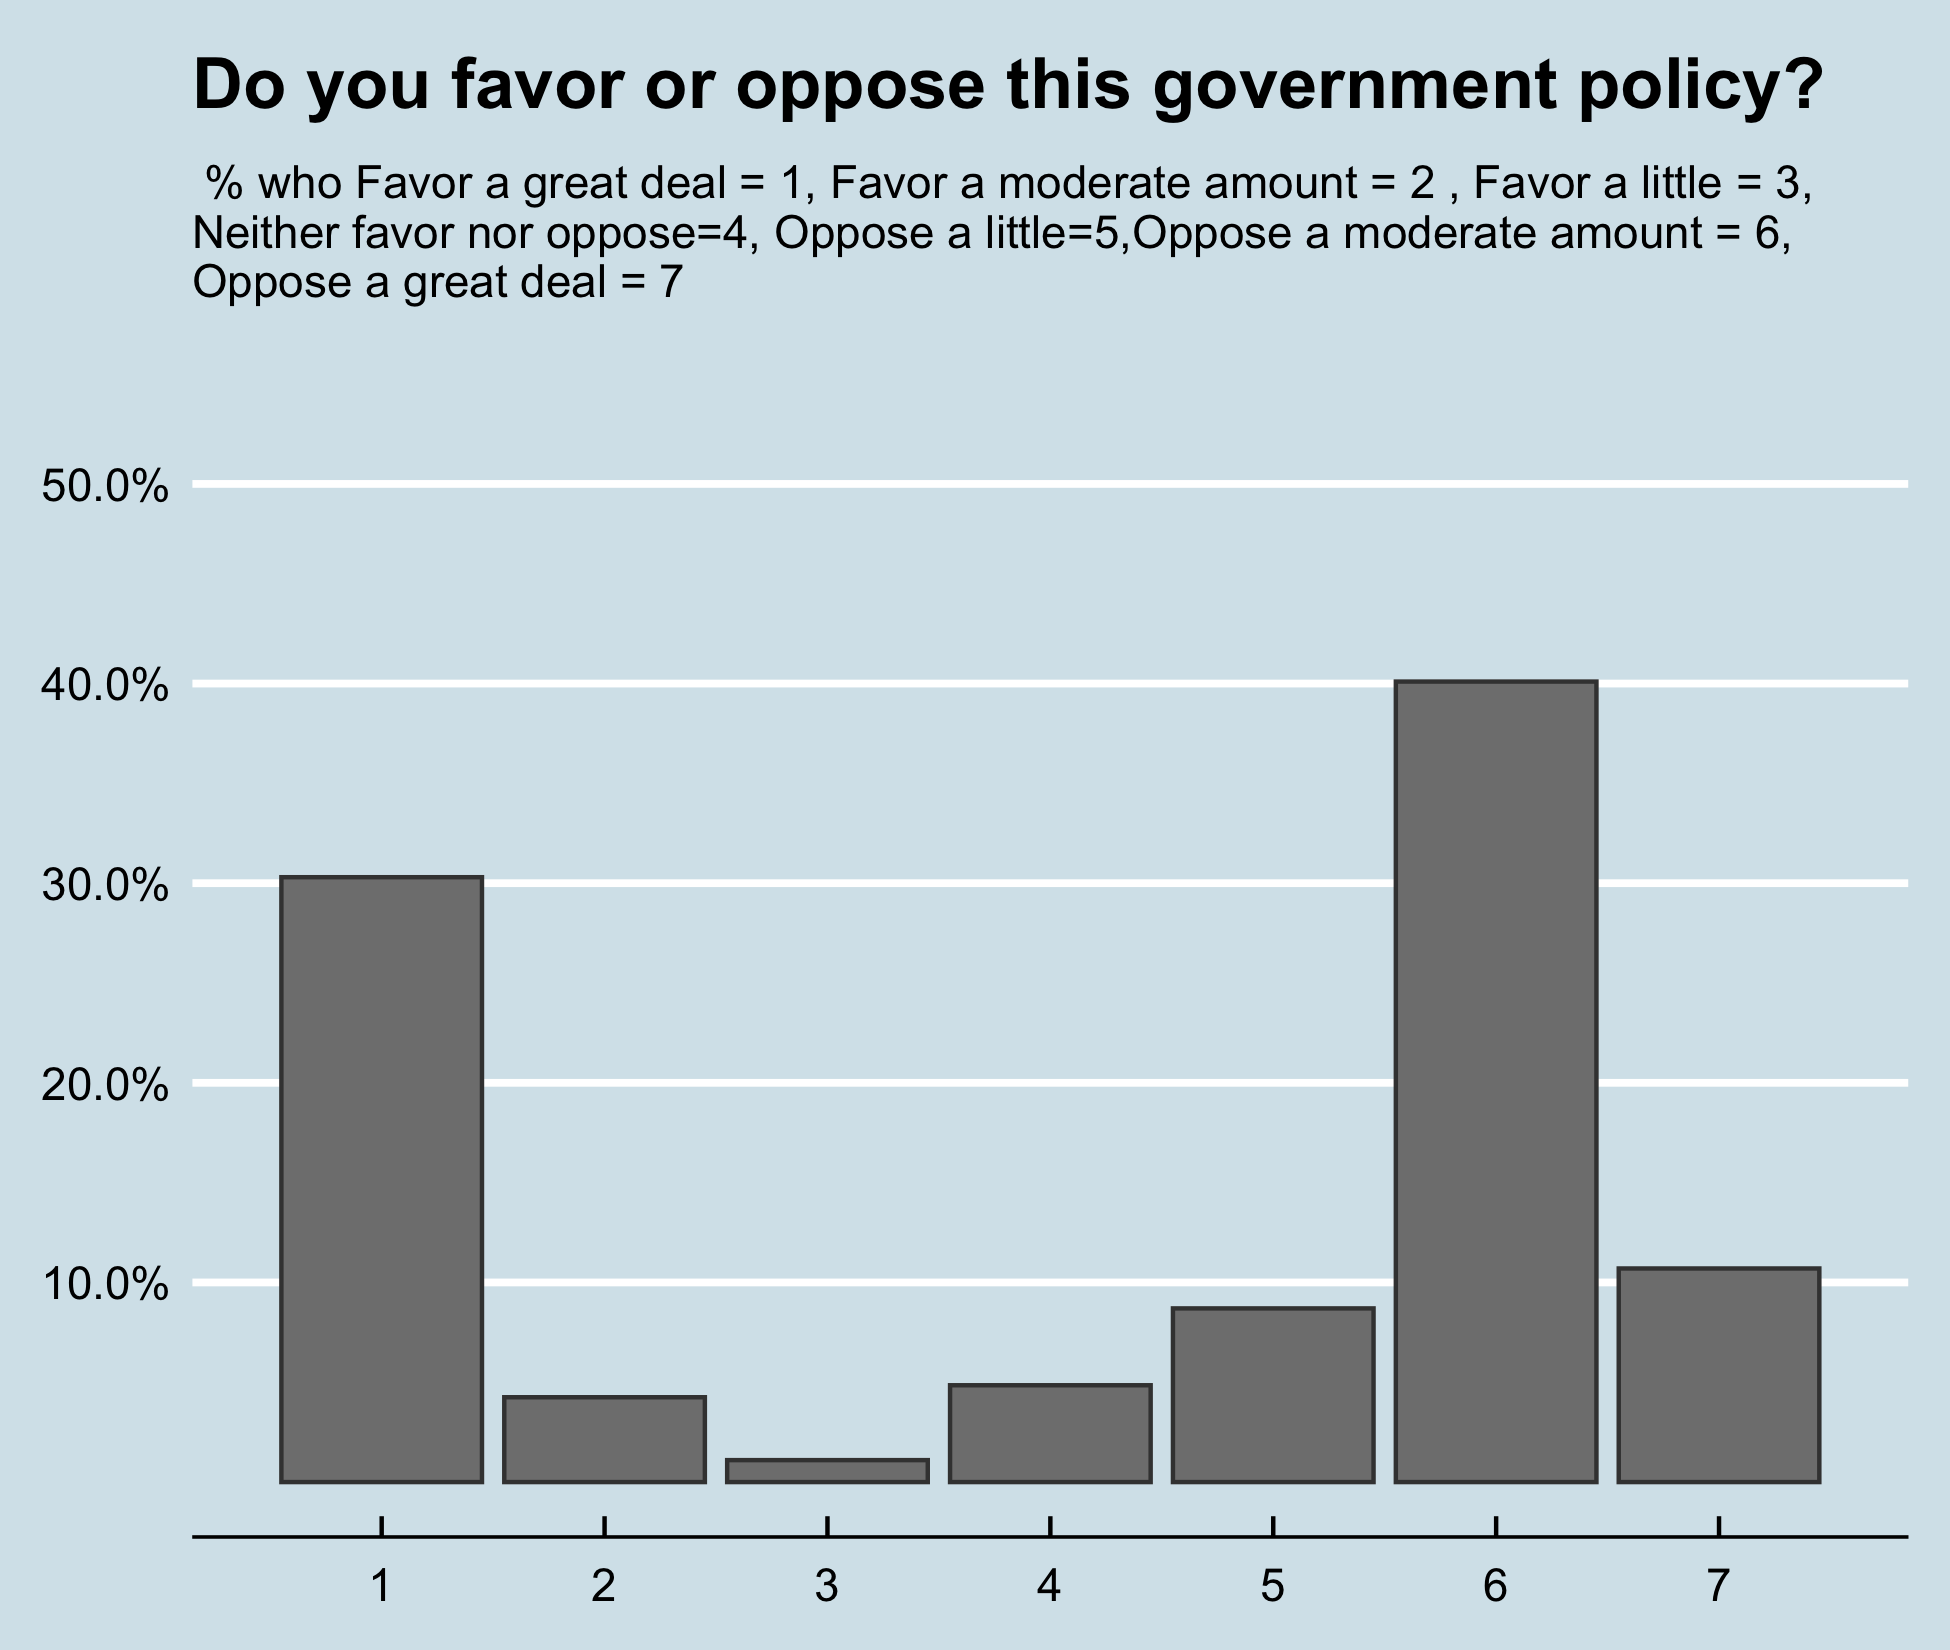 Do you favor or oppose this government policy?
% who Favor a great deal = 1, Favor a moderate amount = 2 , Favor a little = 3,
Neither favor nor oppose=4, Oppose a little=5,Oppose a moderate amount = 6,
Oppose a great deal = 7
50.0%
40.0%
30.0%
20.0%
10.0%
1 2 3 4 5 6 7